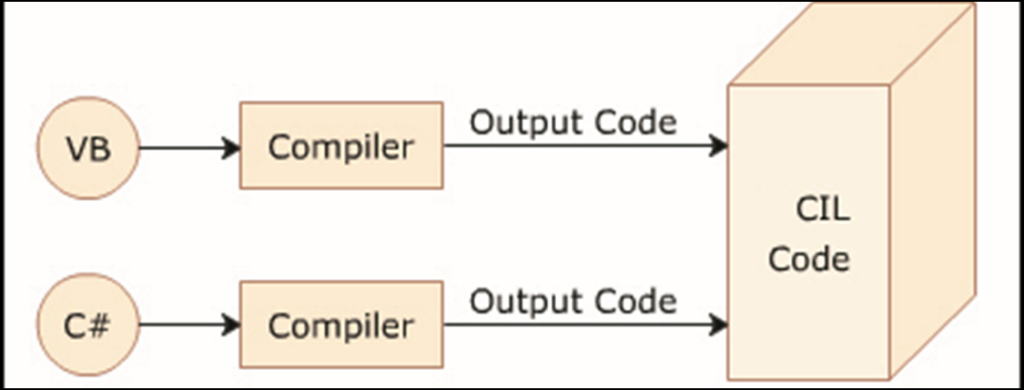 VB
Compiler
Output Code
C#
Compiler
Output Code
CIL
Code